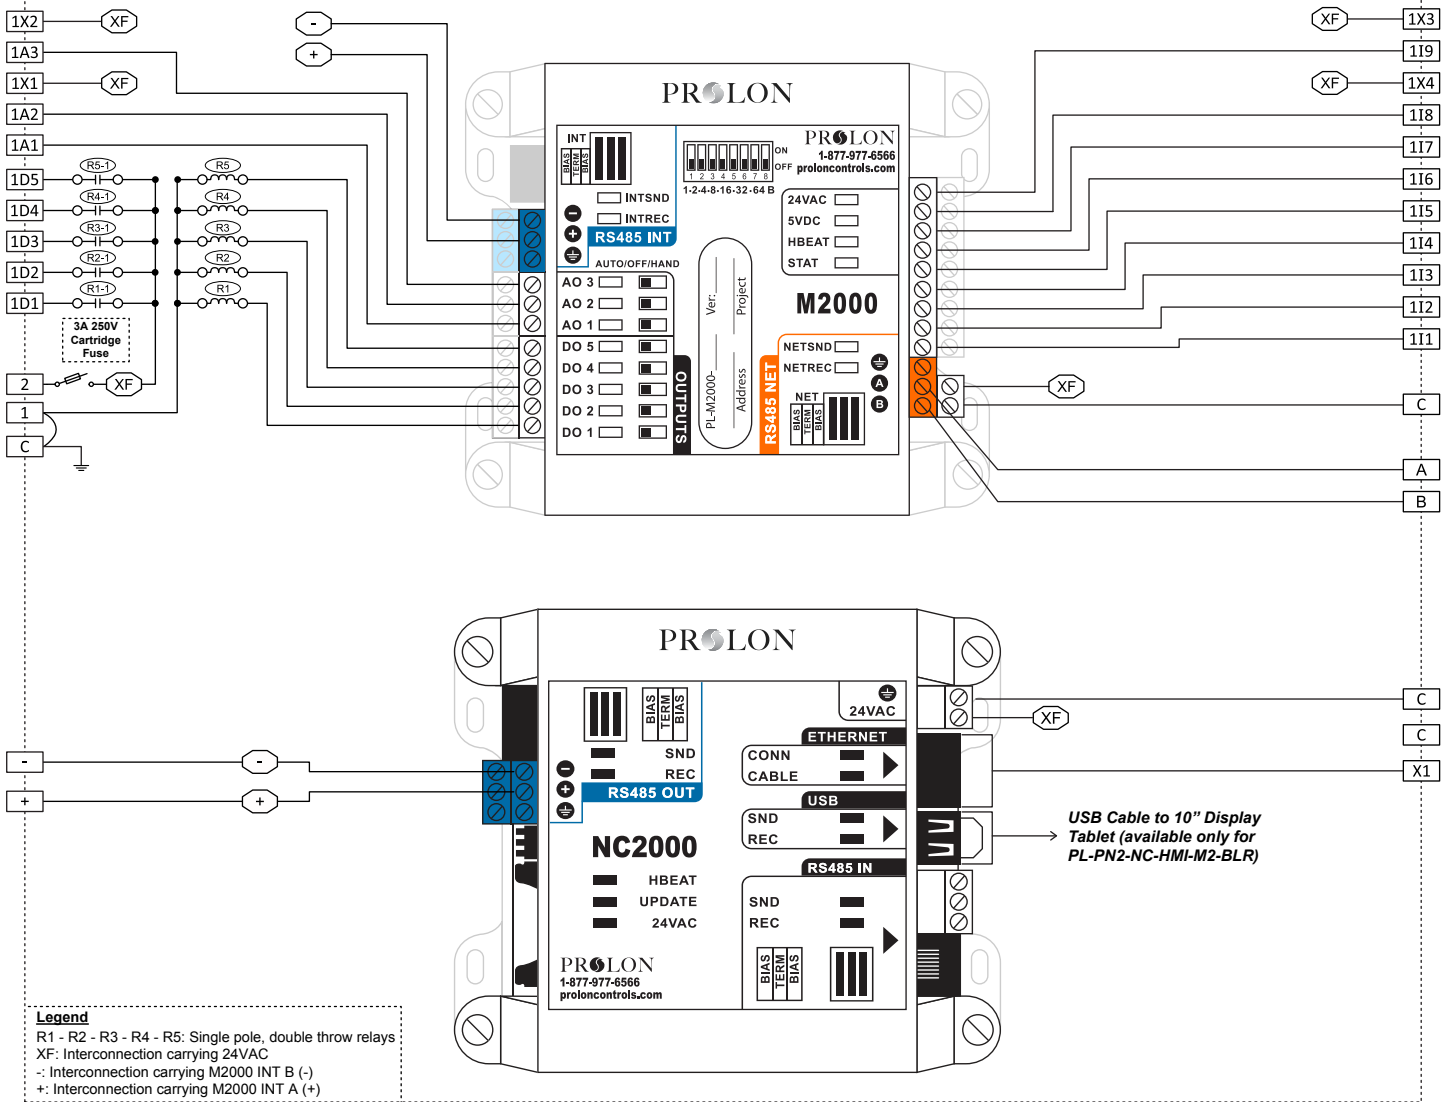 1X2
XF
1A3
1X1
XF
1A2
1A1
1D5
R5-1
R5
1D4
R4-1
R4
1D3
R3-1
R3
1D2
R2-1
R2
1D1
R1-1
R1
3A 250V
Cartridge
Fuse
2
XF
1
C
-
+
PROLON
INT
BIAS
TERM
BIAS
INTSND
INTREC
RS485 INT
1 2 3 4 5 6 7 8
ON
OFF
1-2-4-8-16-32-64 B
PROLON
1-877-977-6566
proloncontrols.com
24VAC
5VDC
HBEAT
STAT
M2000
AUTO/OFF/HAND
AO 3
AO 2
AO 1
DO 5
DO 4
DO 3
DO 2
DO 1
OUTPUTS
PL-M2000-
Ver:
Address
Project
NETSND
NETREC
RS485 NET
NET
BIAS
TERM
BIAS
A
B
XF
1X3
1I9
XF
1X4
1I8
1I7
1I6
1I5
1I4
1I3
1I2
1I1
XF
C
A
B
PROLON
BIAS
TERM
BIAS
SND
REC
RS485 OUT
24VAC
ETHERNET
CONN
CABLE
USB
SND
REC
RS485 IN
SND
REC
BIAS
TERM
BIAS
NC2000
HBEAT
UPDATE
24VAC
PROLON
1-877-977-6566
proloncontrols.com
-
-
+
+
C
XF
C
X1
USB Cable to 10” Display
Tablet (available only for
PL-PN2-NC-HMI-M2-BLR)
Legend
R1 - R2 - R3 - R4 - R5: Single pole, double throw relays
XF: Interconnection carrying 24VAC
-: Interconnection carrying M2000 INT B (-)
+: Interconnection carrying M2000 INT A (+)